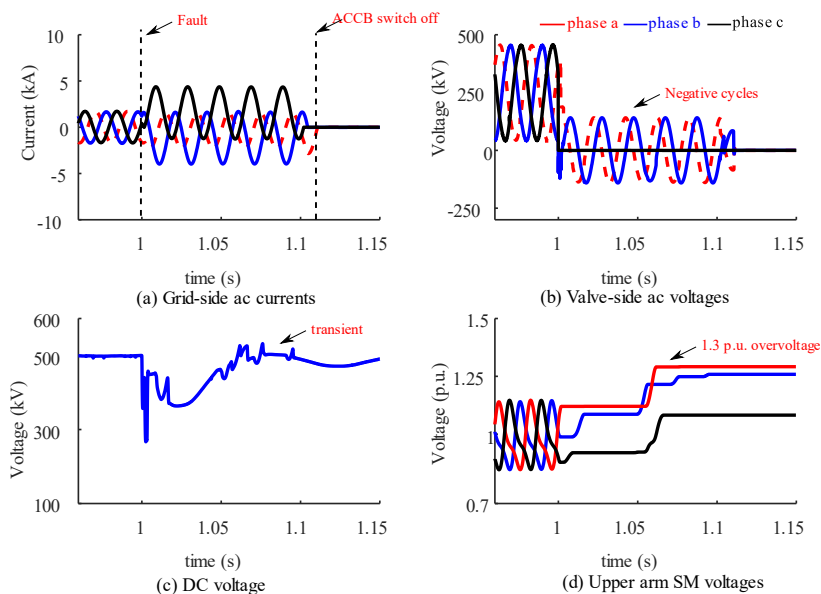 Fault
ACCB switch off
10
5
0
-5
-10
Current (kA)
1
1.05
1.1
1.15
time (s)
(a) Grid-side ac currents
phase a
phase b
phase c
500
250
0
-250
Voltage (kV)
Negative cycles
1
1.05
1.1
1.15
time (s)
(b) Valve-side ac voltages
600
500
300
100
Voltage (kV)
transient
1
1.05
1.1
1.15
time (s)
(c) DC voltage
1.5
1.25
1
0.7
Voltage (p.u.)
1.3 p.u. overvoltage
1
1.05
1.1
1.15
time (s)
(d) Upper arm SM voltages